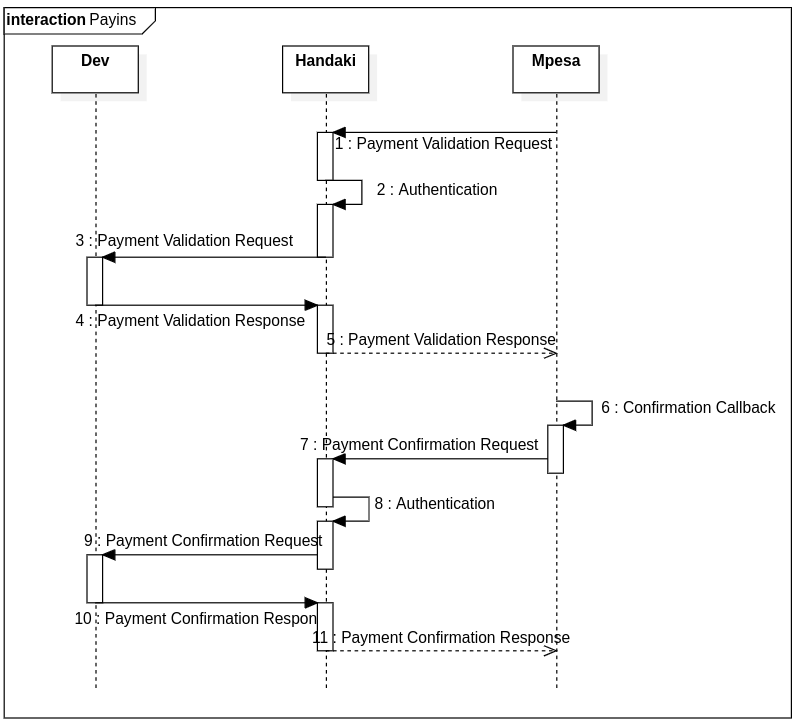 interaction Payins
Dev
Handaki
Mpesa
1 : Payment Validation Request
2 : Authentication
3 : Payment Validation Request
4 : Payment Validation Response
5 : Payment Validation Response
6 : Confirmation Callback
7 : Payment Confirmation Request
8 : Authentication
9 : Payment Confirmation Request
10 : Payment Confirmation Respon
11 : Payment Confirmation Response